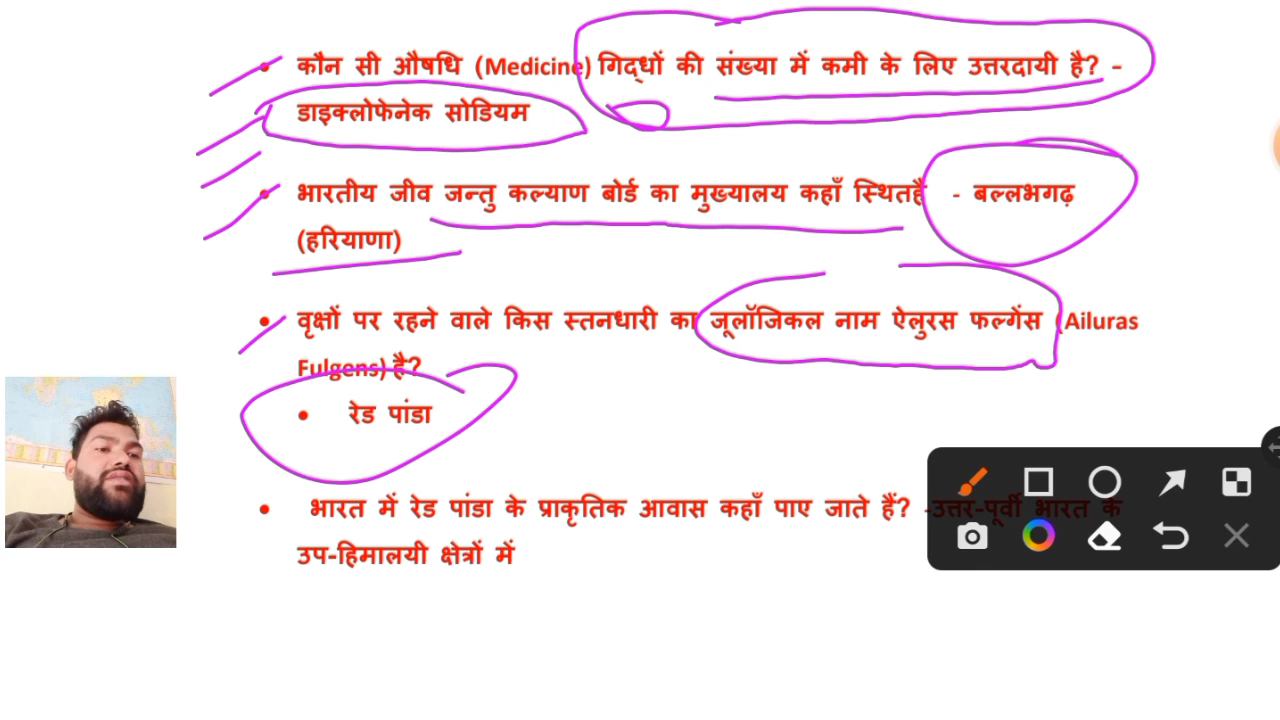 कौन सी औषधि (Medicine) गिद्धों की संख्या में कमी के लिए उत्तरदायी है? -
डाइक्लोफेनेक सोडियम
भारतीय जीव जन्तु कल्याण बोर्ड का मुख्यालय कहाँ स्थितहै - बल्लभगढ़
(हरियाणा)
वृक्षों पर रहने वाले किस स्तनधारी का जूलॉजिकल नाम ऐलुरस फल्गेंस (Ailuras
Fulgens) है?
रेड पांडा
भारत में रेड पांडा के प्राकृतिक आवास कहाँ पाए जाते हैं? -उत्तर-पूर्वी भारत के
उप-हिमालयी क्षेत्रों में